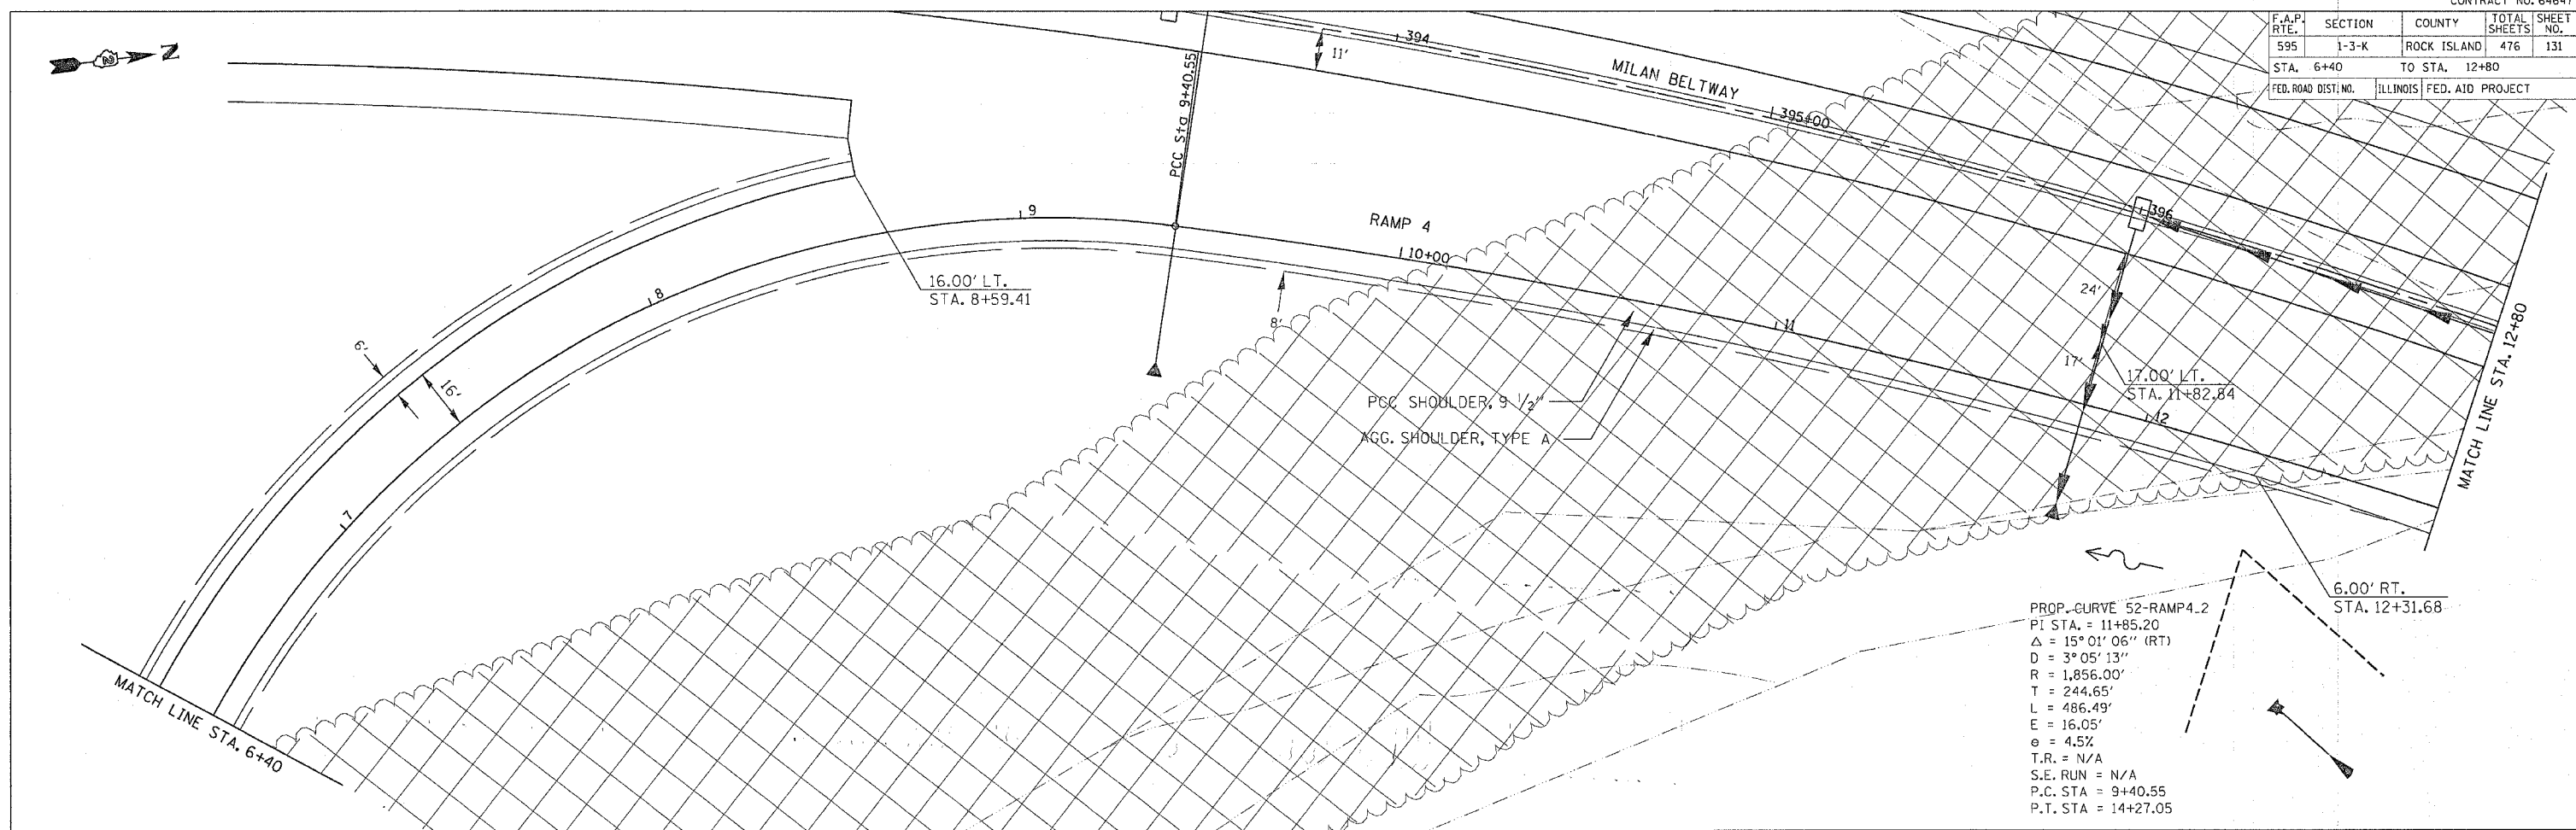 CONTRACT NO. 64647
F.A.P. RTE. SECTION COUNTY TOTAL SHEETS SHEET NO.
595 1-3-K ROCK ISLAND 476 131
STA. 6+40 TO STA. 12+80
FED. ROAD DIST. NO. ILLINOIS FED. AID PROJECT
N
394
11'
MILAN BELTWAY
395+00
PCC Sta 9+40.55
396
9
RAMP 4
10+00
16.00' LT.
STA. 8+59.41
8
24'
8'
11
17'
17.00' LT.
STA. 11+82.84
12
MATCH LINE STA. 12+80
6'
16'
PCC SHOULDER, 9 1/2"
AGG. SHOULDER, TYPE A
7
6.00' RT.
STA. 12+31.68
MATCH LINE STA. 6+40
PROP. CURVE 52-RAMP4_2
PI STA. = 11+85.20
Δ = 15° 01' 06" (RT)
D = 3° 05' 13"
R = 1,856.00'
T = 244.65'
L = 486.49'
E = 16.05'
e = 4.5%
T.R. = N/A
S.E. RUN = N/A
P.C. STA = 9+40.55
P.T. STA = 14+27.05